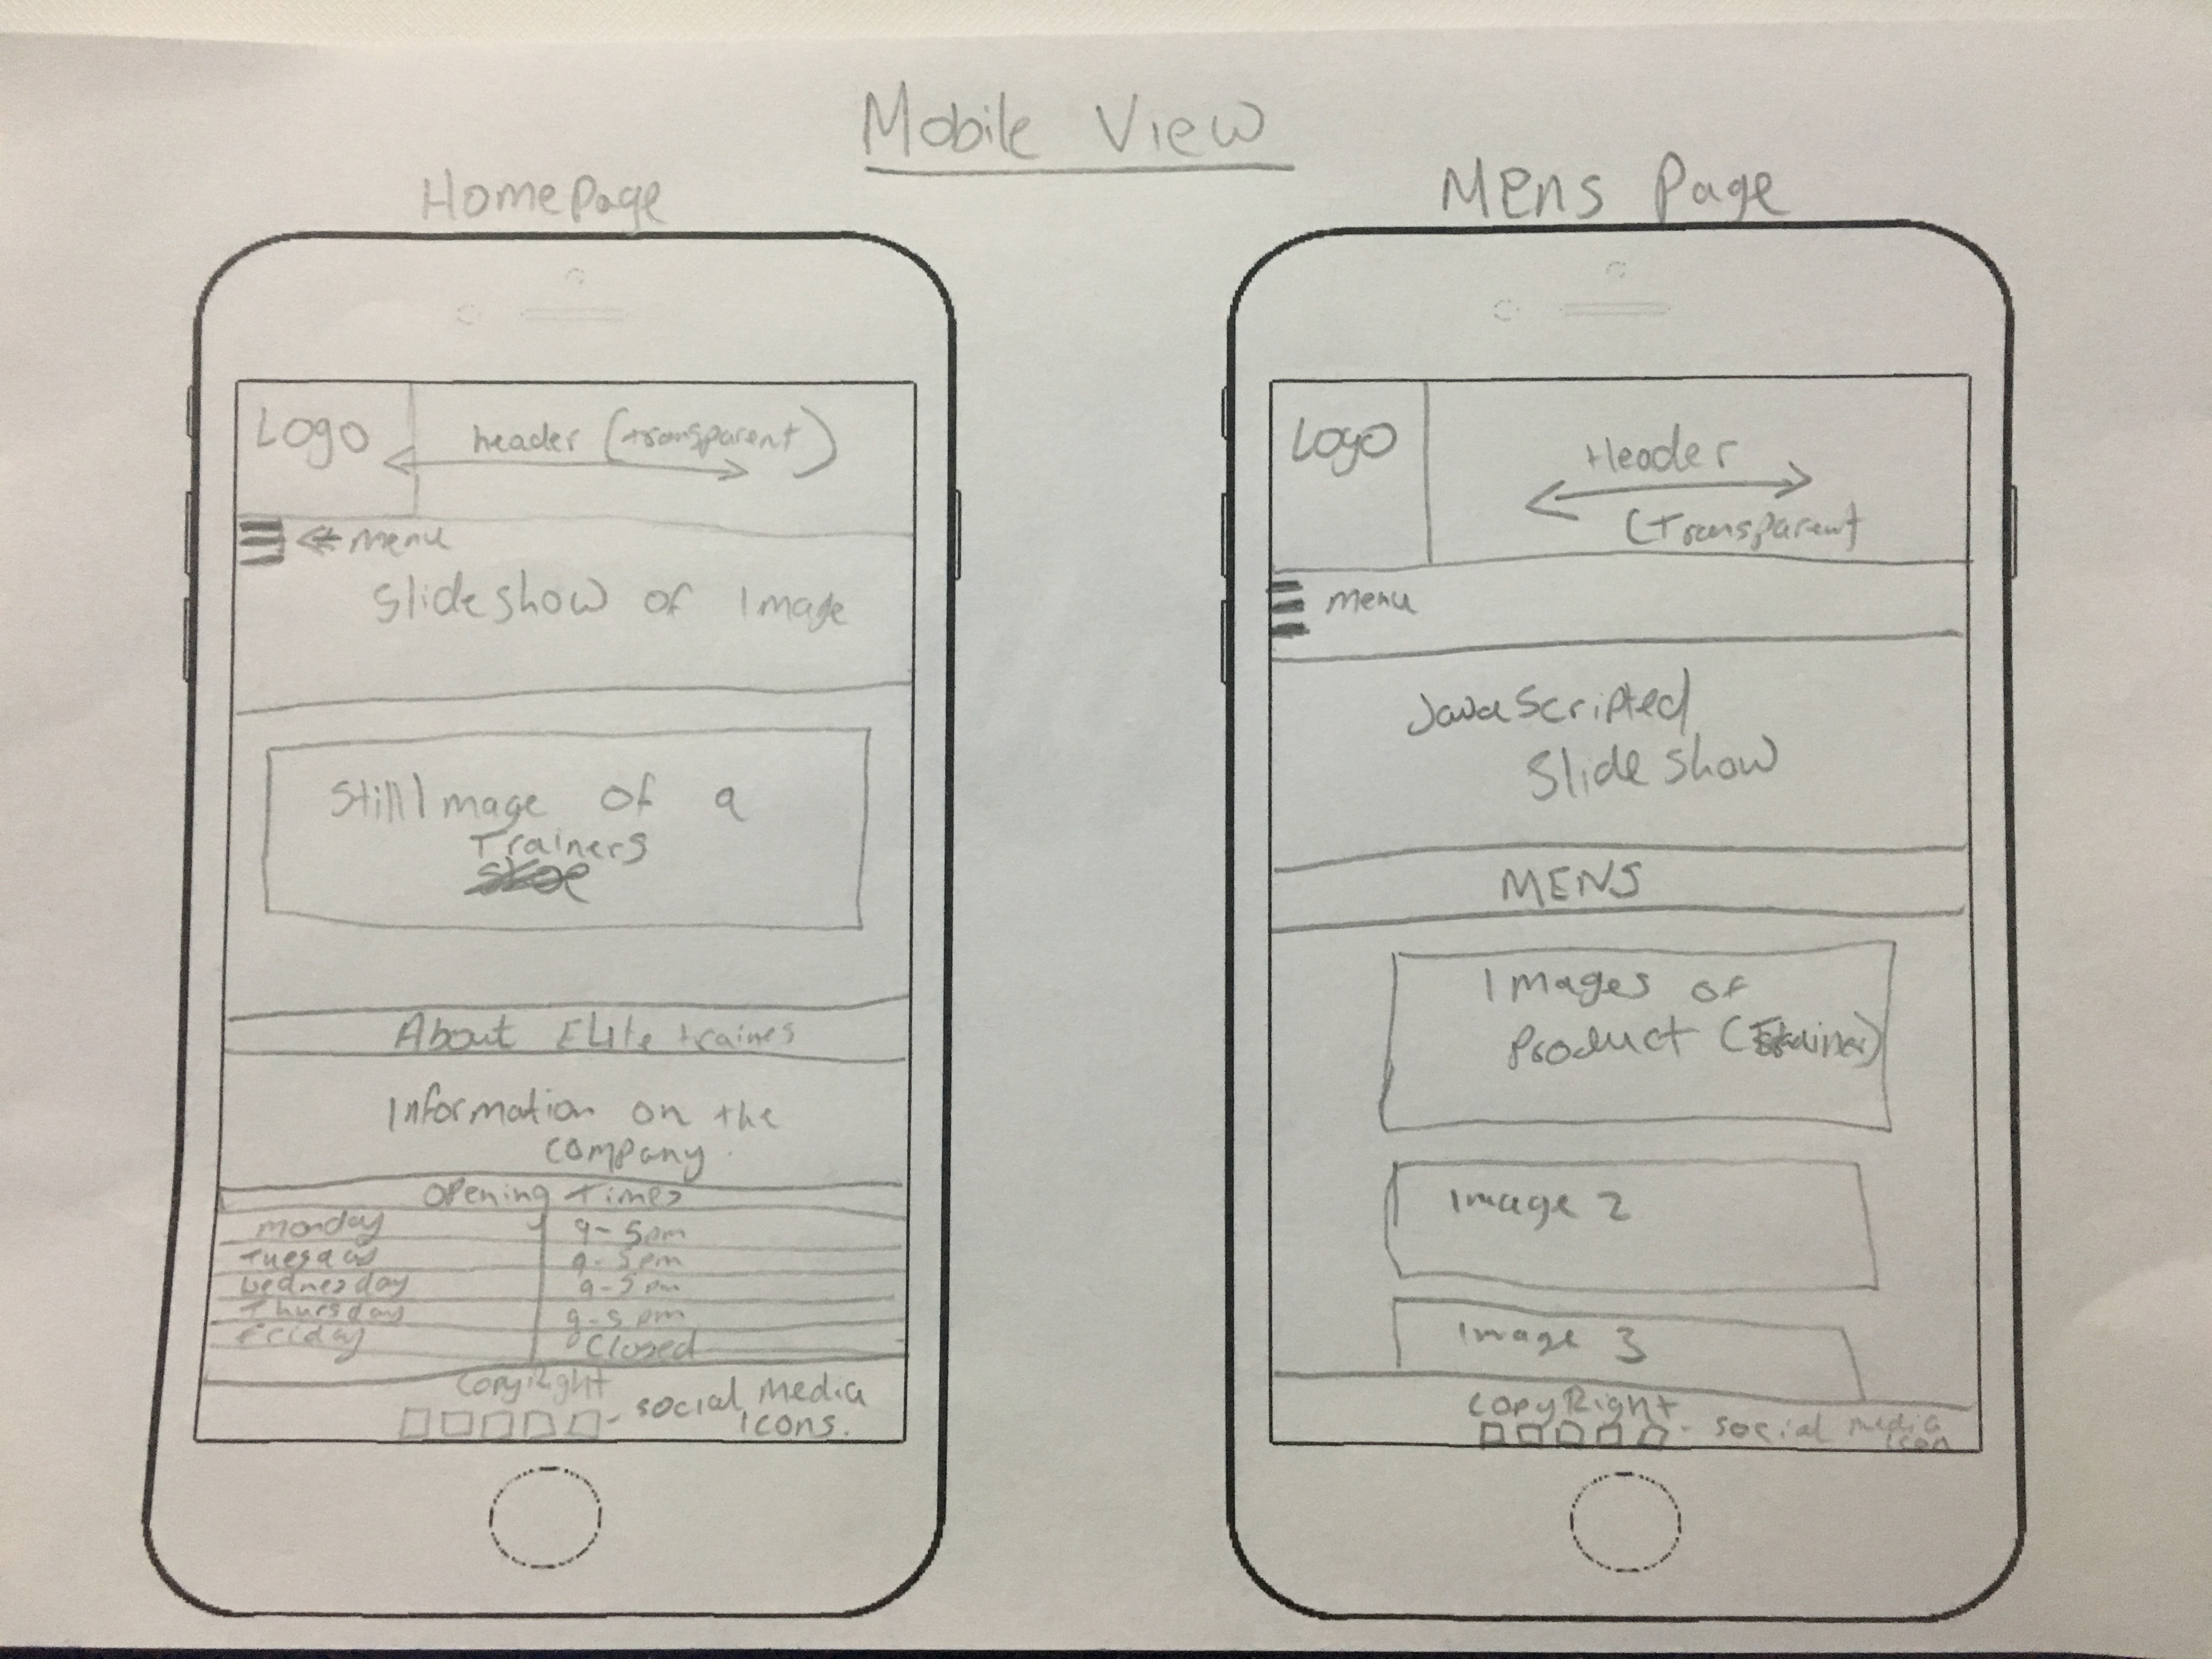 Mobile View
HomePage
Logo
header (transparent)
menu
Slideshow of Image
Still Image of a
Trainers
About Elite traines
Information on the
company.
Opening Times
Monday 9-5pm
Tuesday 9-5pm
Wednesday 9-5pm
Thursday 9-5pm
Friday Closed
Copyright
social Media
icons.
Mens Page
Logo
Header
(Transparent)
menu
JavaScripted
Slide show
MENS
Images of
Product
Image 2
Image 3
CopyRight
social media
icon